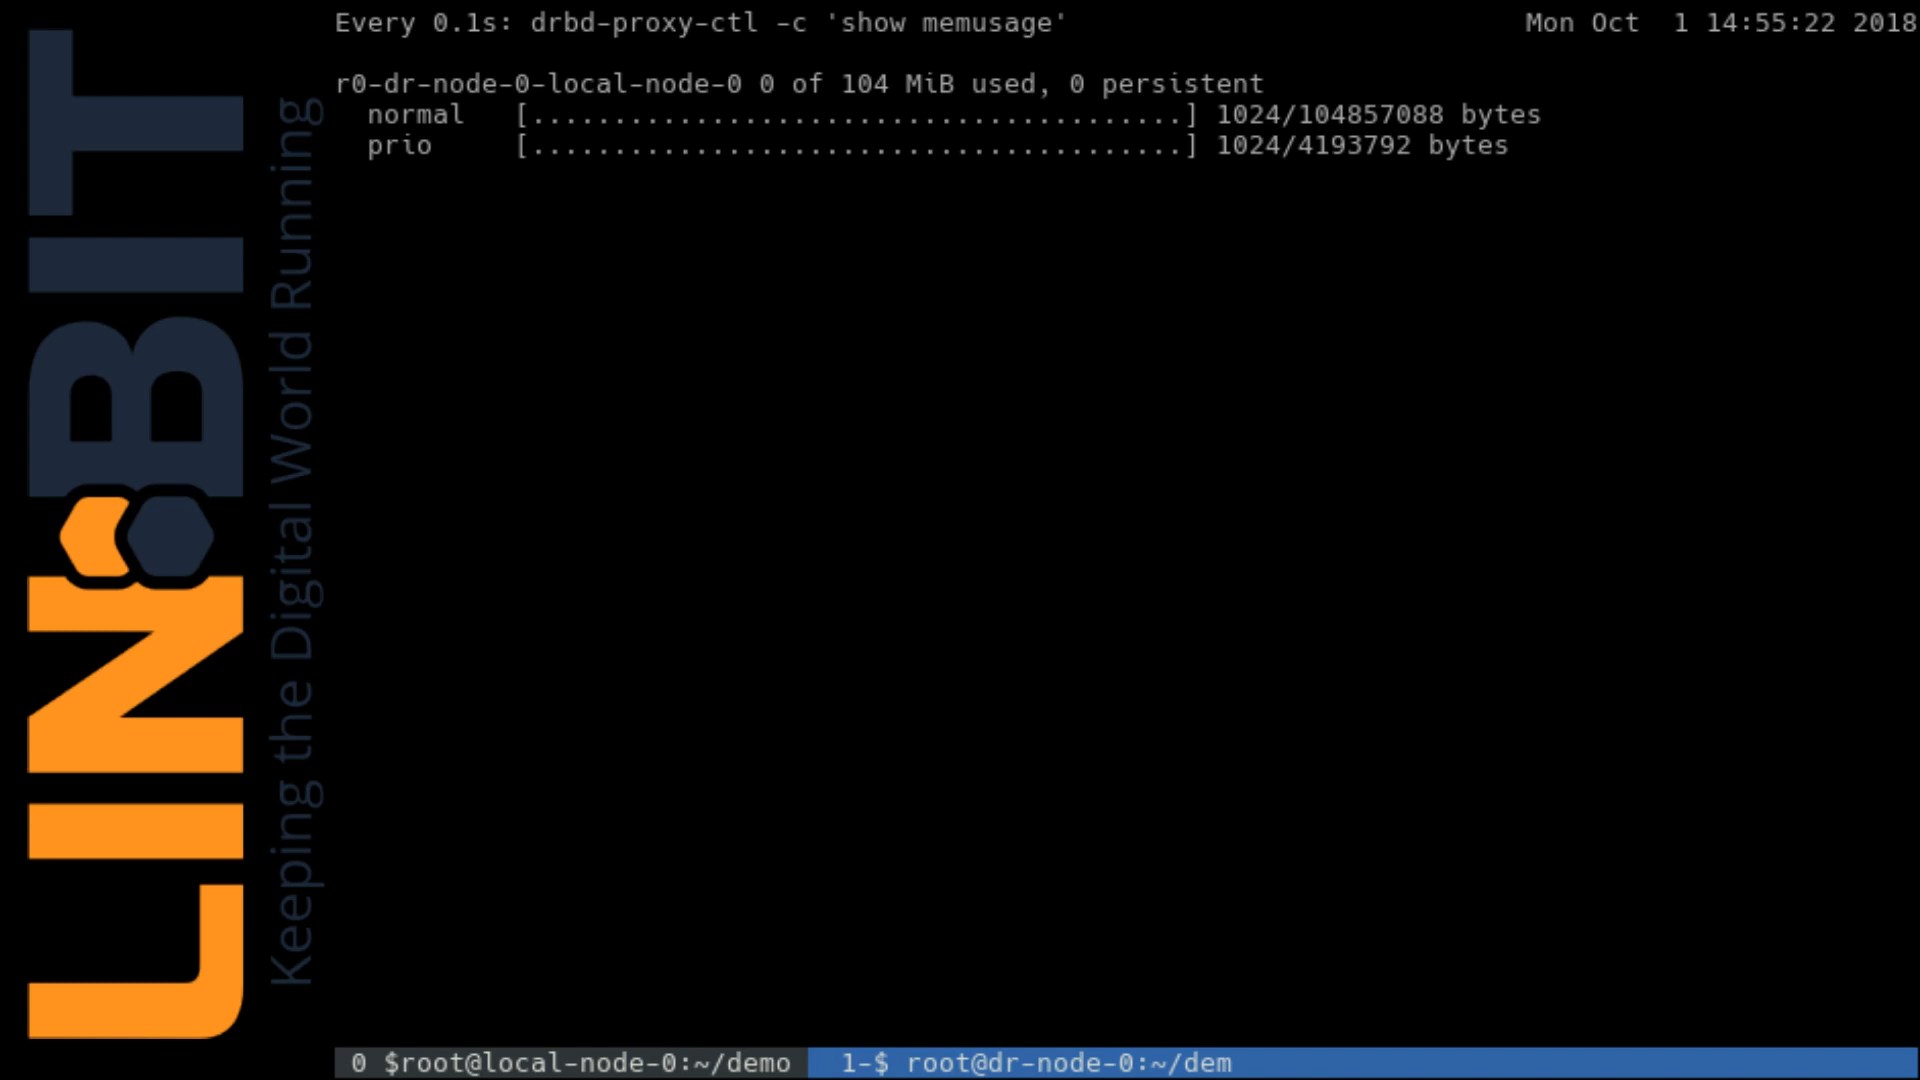 LINBIT
Keeping the Digital World Running
Every 0.1s: drbd-proxy-ctl -c 'show memusage' Mon Oct  1 14:55:22 2018
r0-dr-node-0-local-node-0 0 of 104 MiB used, 0 persistent
normal [........................................] 1024/104857088 bytes
prio [........................................] 1024/4193792 bytes
0 $root@local-node-0:~/demo 1-$ root@dr-node-0:~/dem